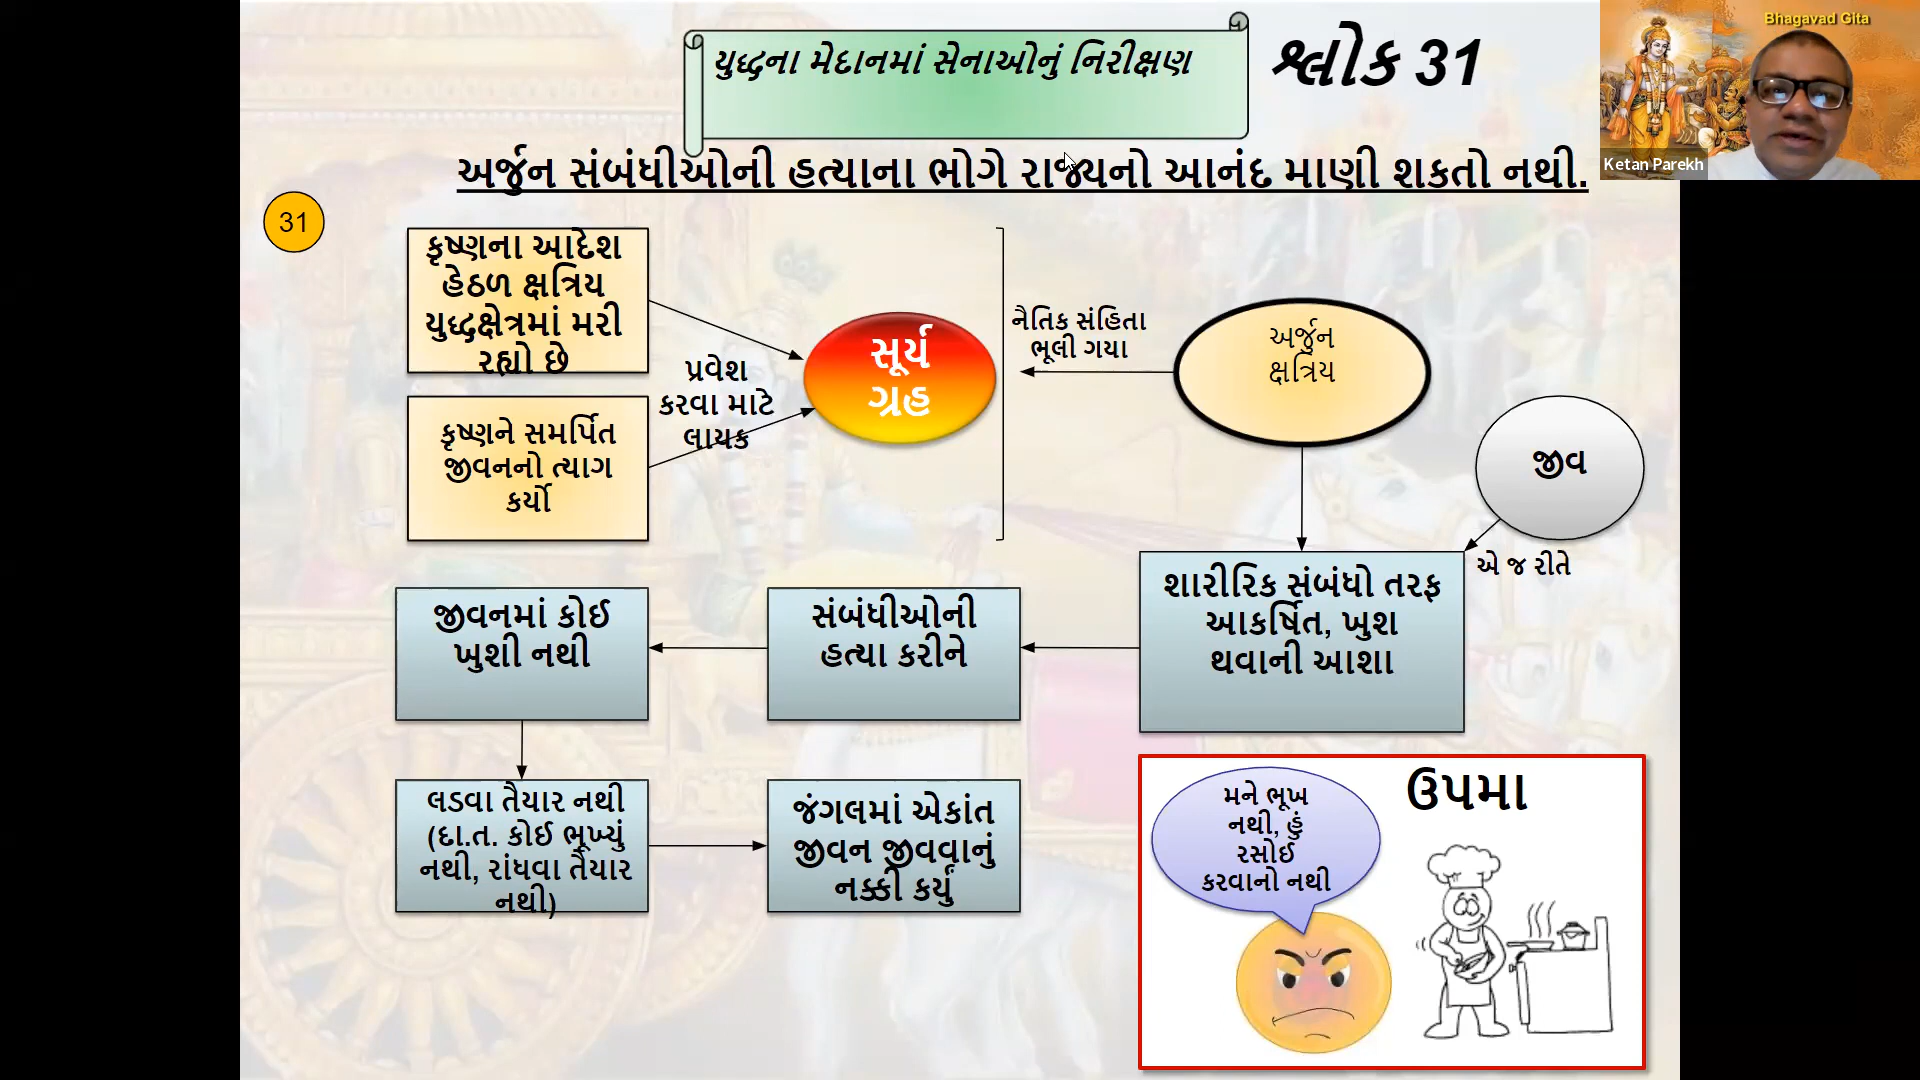 યુદ્ધના મેદાનમાં સેનાઓનું નિરીક્ષણ
શ્લોક 31
Bhagavad Gita
Ketan Parekh
અર્જુન સંબંધીઓની હત્યાના ભોગે રાજ્યનો આનંદ માણી શકતો નથી.
31
કૃષ્ણના આદેશ
હેઠળ ક્ષત્રિય
યુદ્ધક્ષેત્રમાં મરી
રહ્યો છે
કૃષ્ણને સમર્પિત
જીવનનો ત્યાગ
કર્યો
પ્રવેશ
કરવા માટે
લાયક
સૂર્ય
ગ્રહ
નૈતિક સંહિતા
ભૂલી ગયા
અર્જુન
ક્ષત્રિય
જીવ
એ જ રીતે
શારીરિક સંબંધો તરફ
આકર્ષિત, ખુશ
થવાની આશા
સંબંધીઓની
હત્યા કરીને
જીવનમાં કોઈ
ખુશી નથી
લડવા તૈયાર નથી
(દા.ત. કોઈ ભૂખ્યું
નથી, રાંધવા તૈયાર
નથી)
જંગલમાં એકાંત
જીવન જીવવાનું
નક્કી કર્યું
ઉપમા
મને ભૂખ
નથી, હું
રસોઈ
કરવાનો નથી